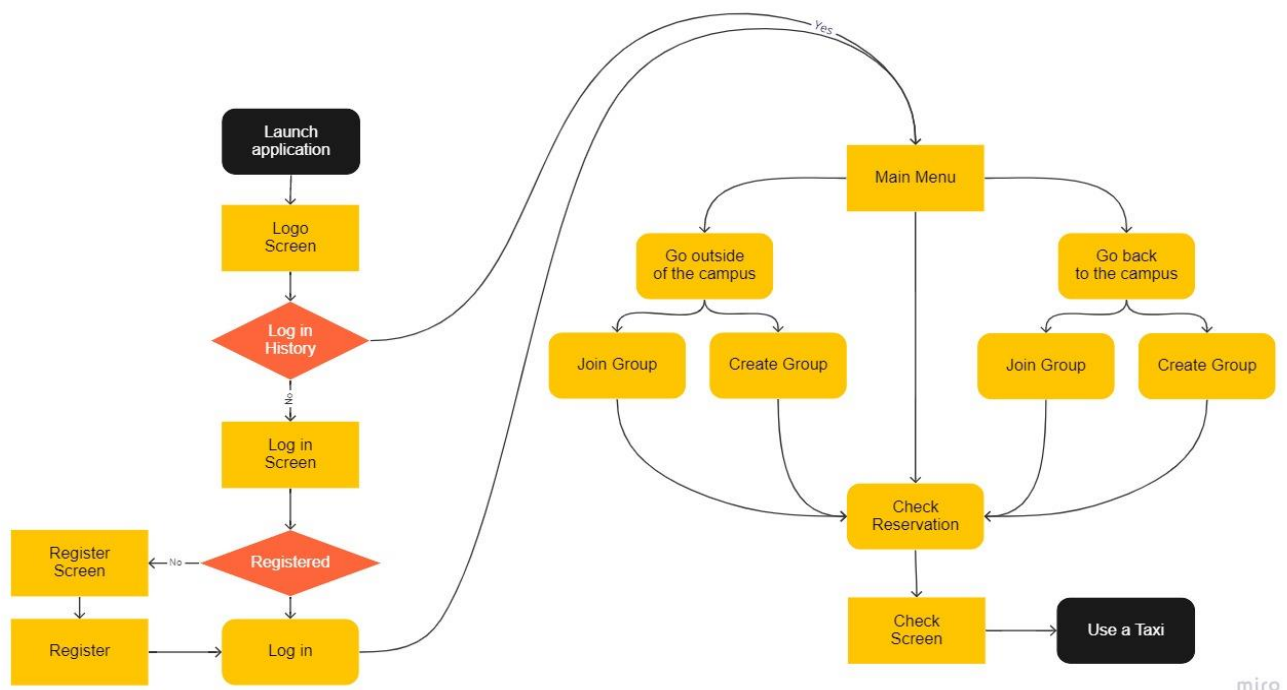 Yes
Launch
application
Main Menu
Logo
Screen
Go outside
of the campus
Go back
to the campus
Log in
History
Join Group
Create Group
Join Group
Create Group
No
Log in
Screen
Check
Reservation
Register
Screen
No
Registered
Check
Screen
Use a Taxi
Register
Log in
miro